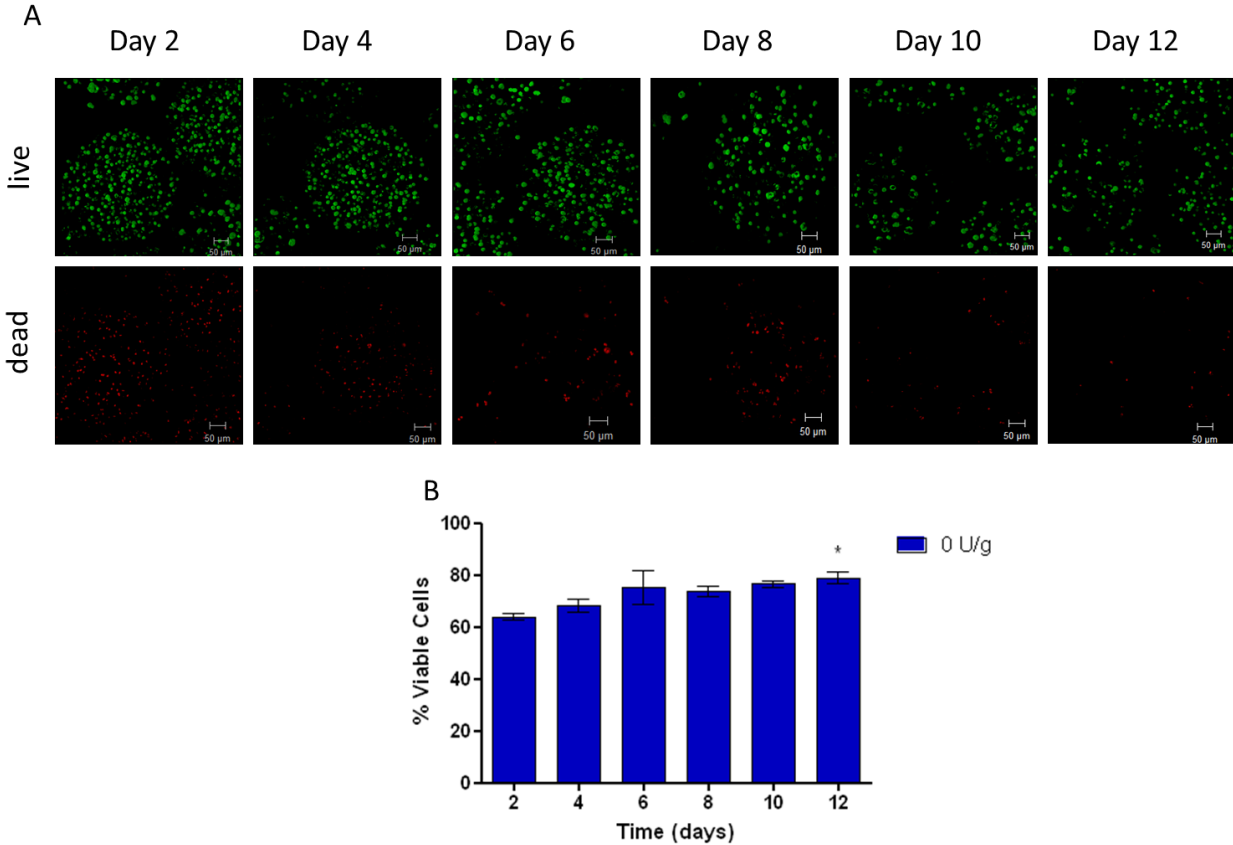 A
Day 2 Day 4 Day 6 Day 8 Day 10 Day 12
live
50 µm 50 µm 50 µm 50 µm 50 µm 50 µm
dead
50 µm 50 µm 50 µm 50 µm 50 µm 50 µm
B
100
80
60
40
20
0
% Viable Cells
*
0 U/g
2 4 6 8 10 12
Time (days)